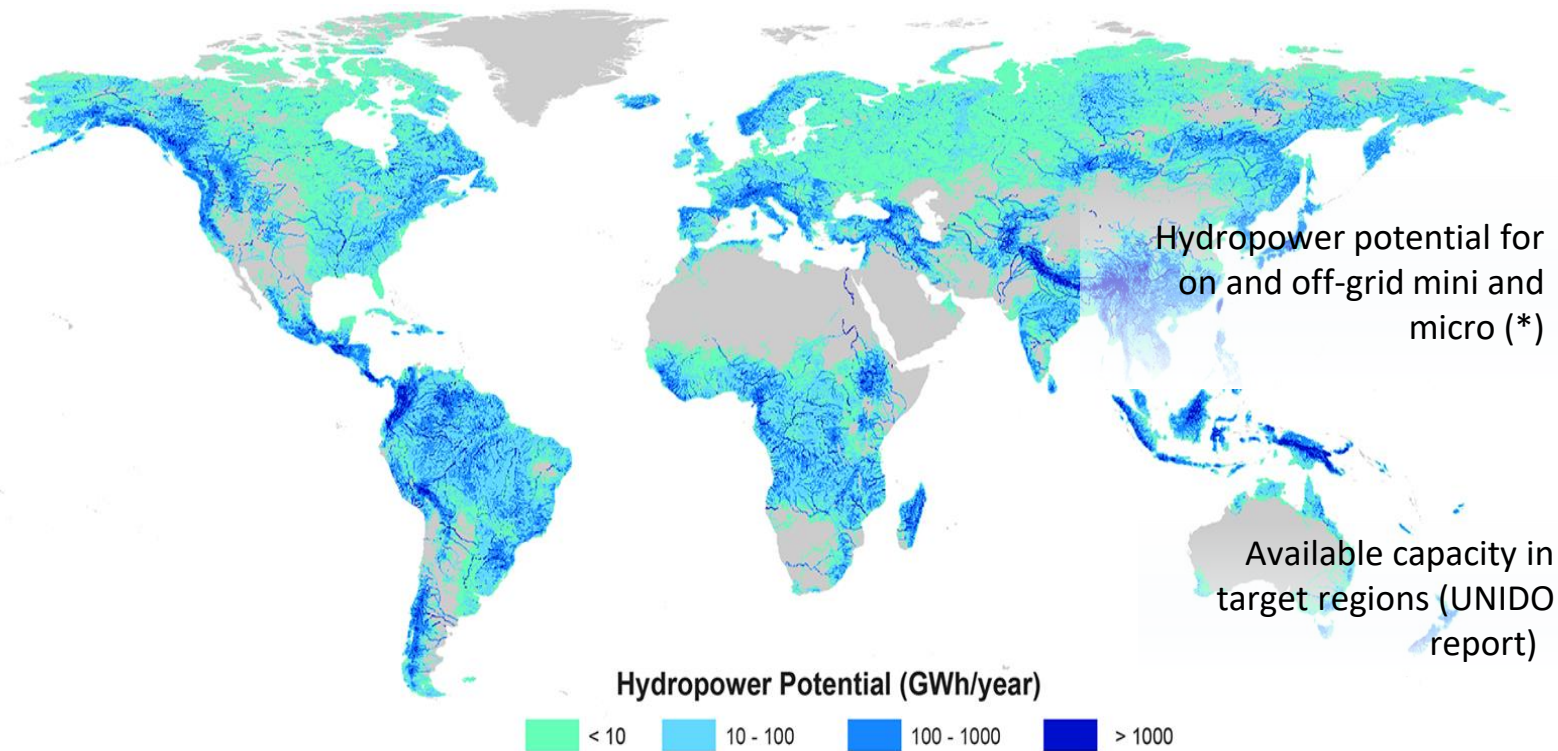 Hydropower potential for
on and off-grid mini and
micro (*)
Available capacity in
target regions (UNIDO
report)
Hydropower Potential (GWh/year)
< 10 10 - 100 100 - 1000 > 1000